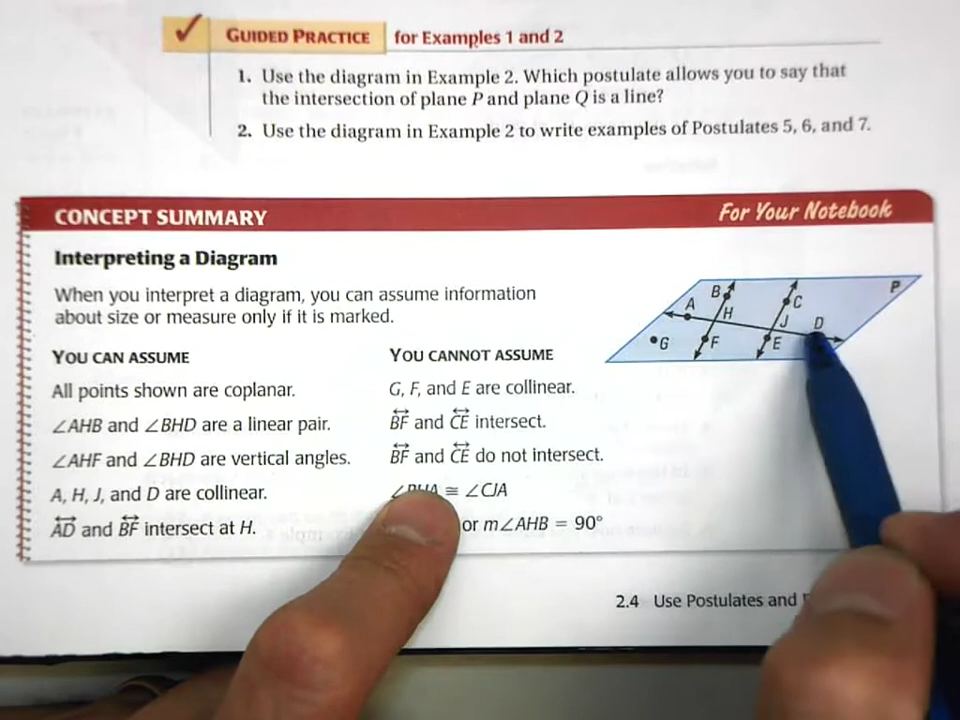 GUIDED PRACTICE for Examples 1 and 2
1. Use the diagram in Example 2. Which postulate allows you to say that
the intersection of plane P and plane Q is a line?
2. Use the diagram in Example 2 to write examples of Postulates 5, 6, and 7.
CONCEPT SUMMARY For Your Notebook
Interpreting a Diagram
When you interpret a diagram, you can assume information
about size or measure only if it is marked.
YOU CAN ASSUME
All points shown are coplanar.
∠AHB and ∠BHD are a linear pair.
∠AHF and ∠BHD are vertical angles.
A, H, J, and D are collinear.
A͍D͍ and B͍F͍ intersect at H.
YOU CANNOT ASSUME
G, F, and E are collinear.
B͍F͍ and C͍E͍ intersect.
B͍F͍ and C͍E͍ do not intersect.
≅ ∠CJA
or m∠AHB = 90°
P
B
C
A
H
J
D
G
F
E
2.4 Use Postulates and